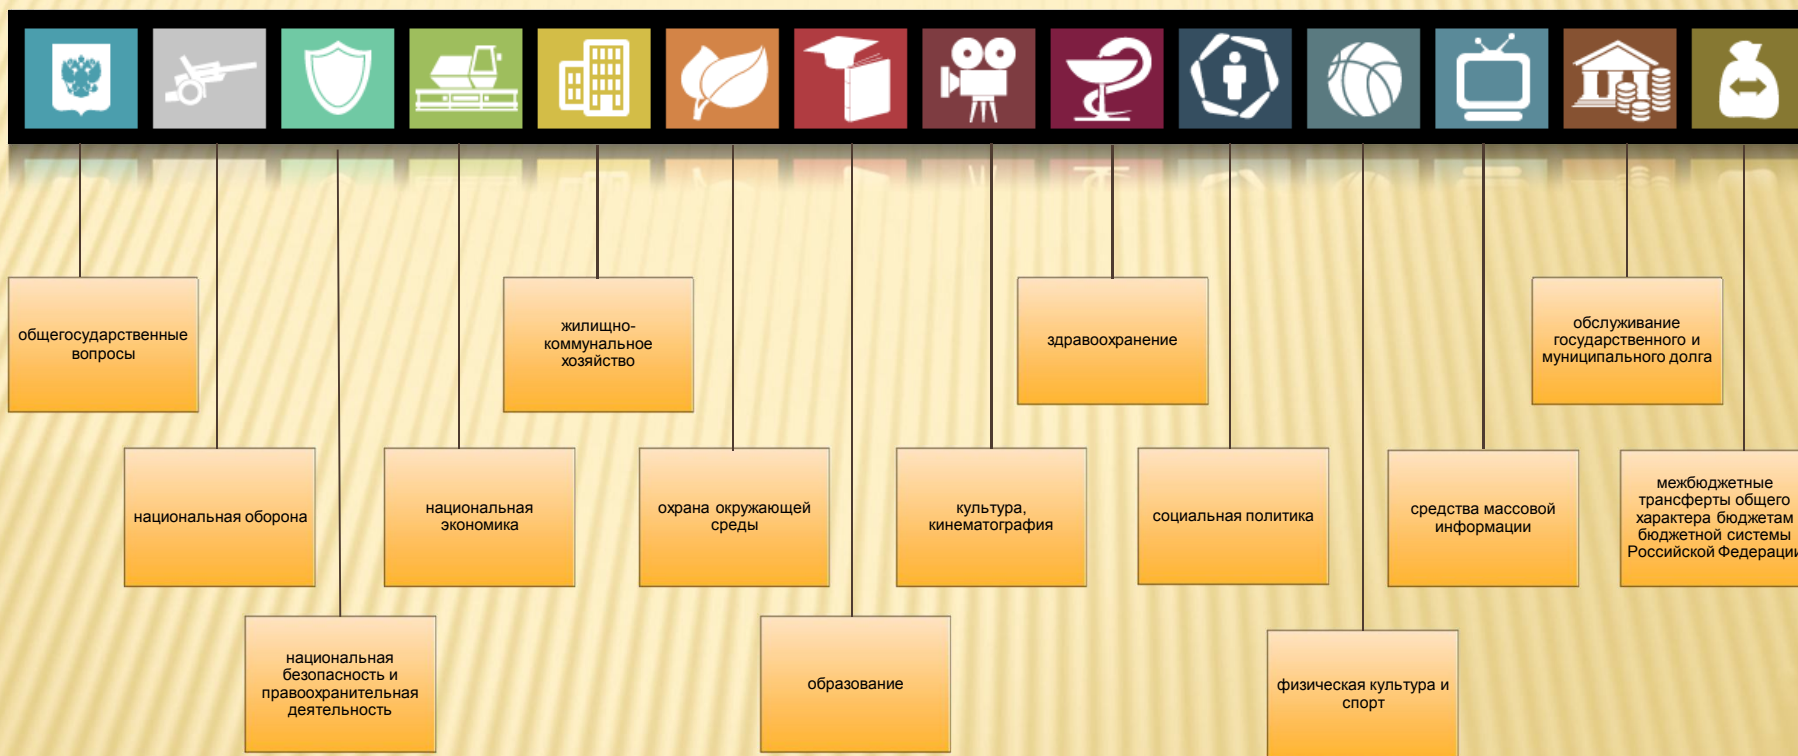 общегосударственные
вопросы
жилищно-
коммунальное
хозяйство
здравоохранение
обслуживание
государственного и
муниципального долга
национальная оборона
национальная
экономика
охрана окружающей
среды
культура,
кинематография
социальная политика
средства массовой
информации
межбюджетные
трансферты общего
характера бюджетам
бюджетной системы
Российской Федерации
национальная
безопасность и
правоохранительная
деятельность
образование
физическая культура и
спорт